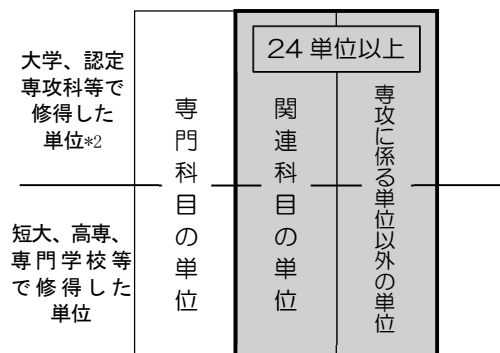 24 単位以上
大学、認定
専攻科等で
修得した
単位*2
専門科目の単位
関連科目の単位
専攻に係る単位以外の単位
短大、高専、
専門学校等
で修得した
単位